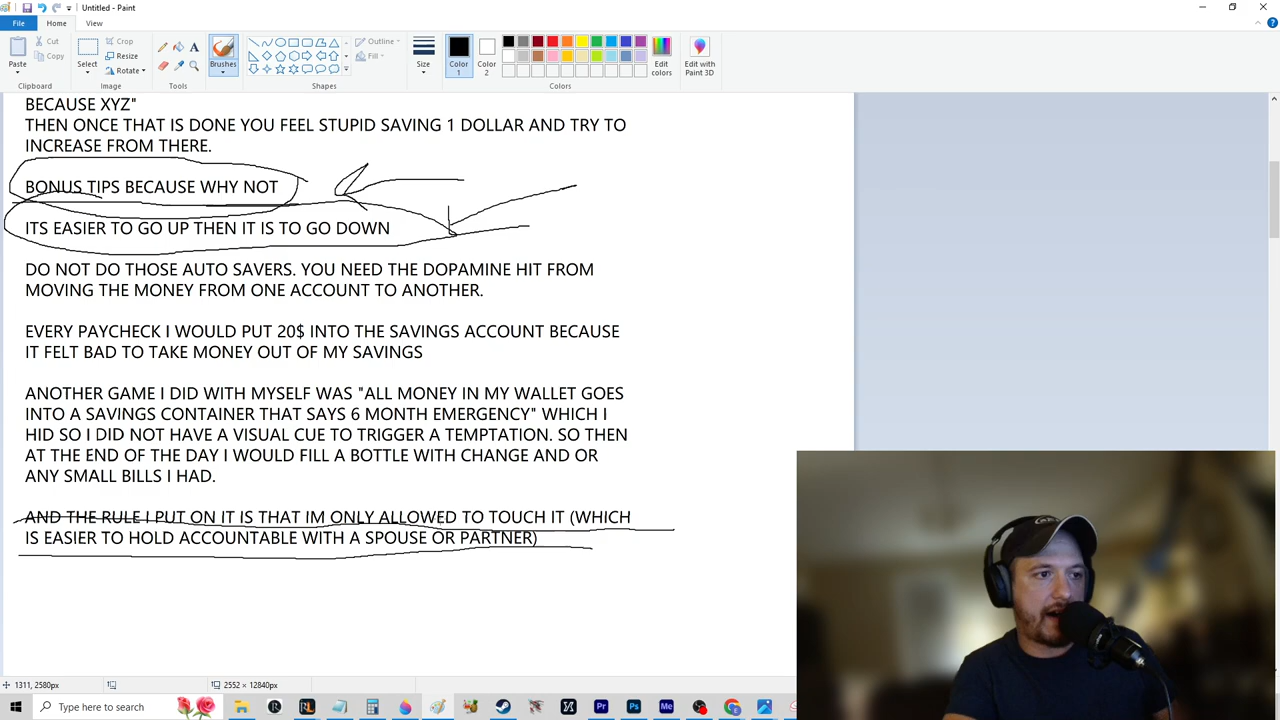 Untitled - Paint
File
Home
View
Paste
Cut
Copy
Clipboard
Select
Crop
Resize
Rotate
Image
Tools
Brushes
Shapes
Outline
Fill
Size
Color
1
Color
2
Edit
colors
Colors
Edit with
Paint 3D
BECAUSE XYZ"
THEN ONCE THAT IS DONE YOU FEEL STUPID SAVING 1 DOLLAR AND TRY TO
INCREASE FROM THERE.
BONUS TIPS BECAUSE WHY NOT
ITS EASIER TO GO UP THEN IT IS TO GO DOWN
DO NOT DO THOSE AUTO SAVERS. YOU NEED THE DOPAMINE HIT FROM
MOVING THE MONEY FROM ONE ACCOUNT TO ANOTHER.
EVERY PAYCHECK I WOULD PUT 20$ INTO THE SAVINGS ACCOUNT BECAUSE
IT FELT BAD TO TAKE MONEY OUT OF MY SAVINGS
ANOTHER GAME I DID WITH MYSELF WAS "ALL MONEY IN MY WALLET GOES
INTO A SAVINGS CONTAINER THAT SAYS 6 MONTH EMERGENCY" WHICH I
HID SO I DID NOT HAVE A VISUAL CUE TO TRIGGER A TEMPTATION. SO THEN
AT THE END OF THE DAY I WOULD FILL A BOTTLE WITH CHANGE AND OR
ANY SMALL BILLS I HAD.
AND THE RULE I PUT ON IT IS THAT IM ONLY ALLOWED TO TOUCH IT (WHICH
IS EASIER TO HOLD ACCOUNTABLE WITH A SPOUSE OR PARTNER)
1311, 2580px
2552 × 12840px
Type here to search
RL
Pr
Ps
Me